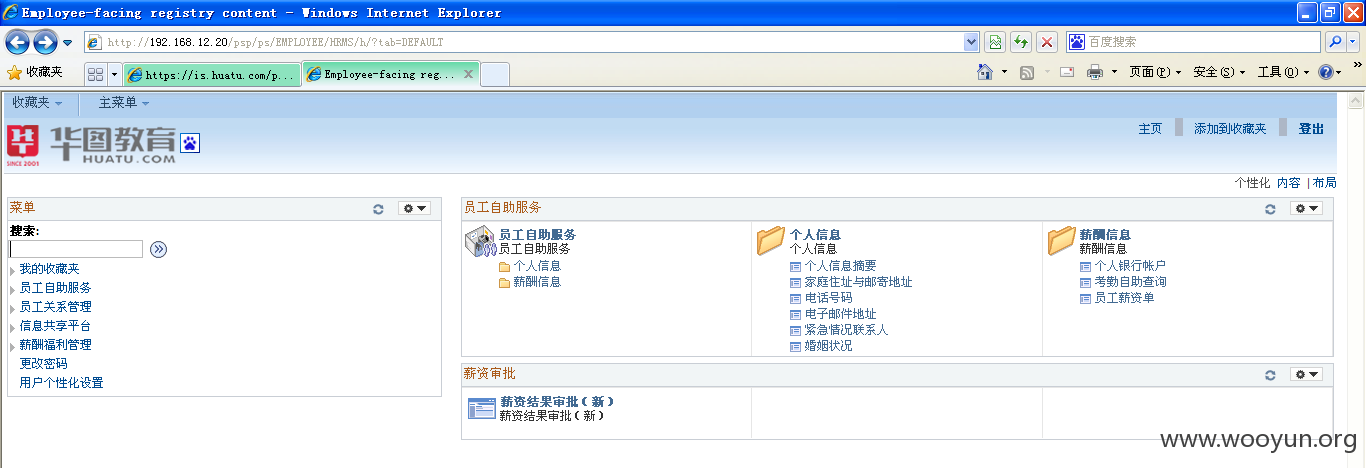 Employee-facing registry content - Windows Internet Explorer
http://192.168.12.20/psp/ps/EMPLOYEE/HRMS/h/?tab=DEFAULT
百度搜索
收藏夹
https://is.huatu.com/p...
Employee-facing reg...
页面(P)
安全(S)
工具(O)
收藏夹
主菜单
华图教育
HUATU.COM
SINCE 2001
主页
添加到收藏夹
登出
个性化 内容 | 布局
菜单
搜索:
我的收藏夹
员工自助服务
员工关系管理
信息共享平台
薪酬福利管理
更改密码
用户个性化设置
员工自助服务
员工自助服务
员工自助服务
个人信息
薪酬信息
个人信息
个人信息
个人信息摘要
家庭住址与邮寄地址
电话号码
电子邮件地址
紧急情况联系人
婚姻状况
薪酬信息
薪酬信息
个人银行帐户
考勤自助查询
员工薪资单
薪资审批
薪资结果审批（新）
薪资结果审批（新）
www.wooyun.org